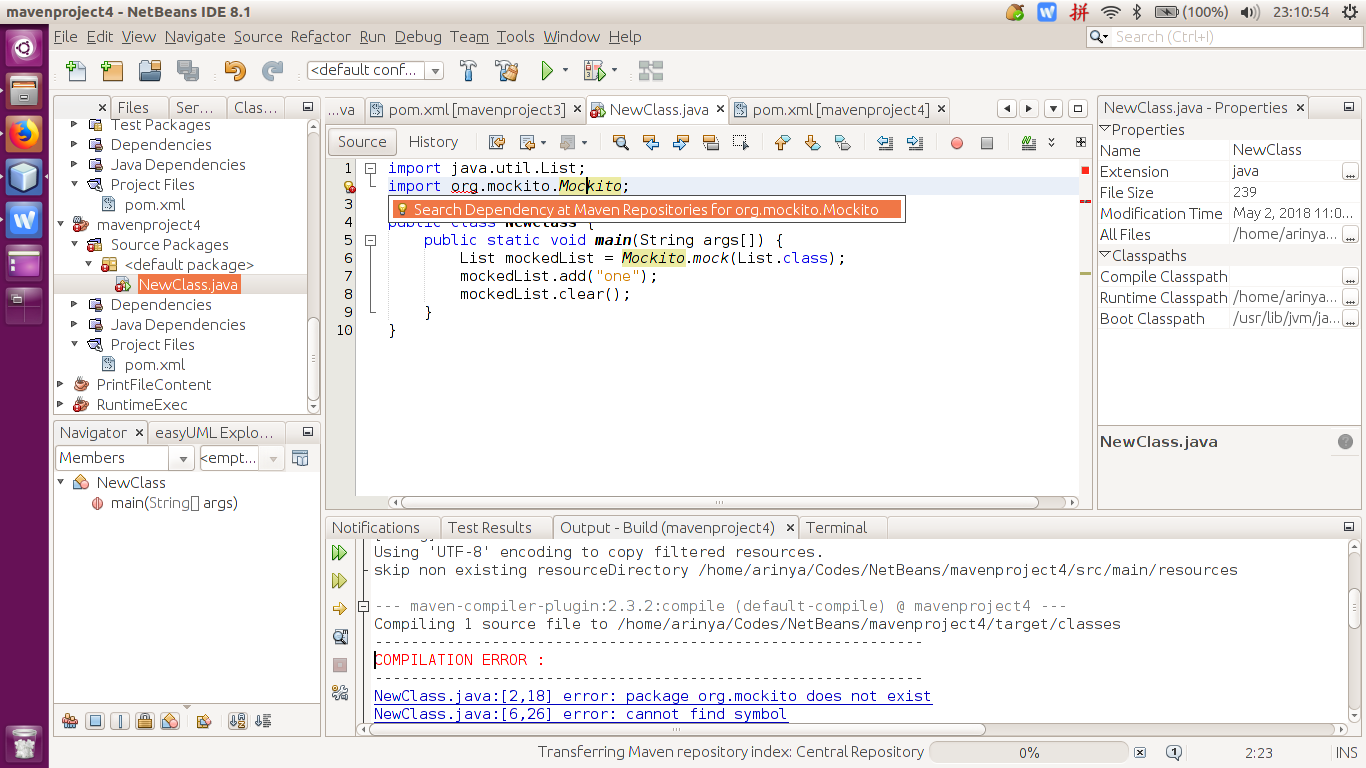 mavenproject4 - NetBeans IDE 8.1
拼
(100%)
23:10:54
File Edit View Navigate Source Refactor Run Debug Team Tools Window Help
Search (Ctrl+I)
<default conf...
Files
Ser...
Clas...
Test Packages
Dependencies
Java Dependencies
Project Files
pom.xml
mavenproject4
Source Packages
<default package>
NewClass.java
Dependencies
Java Dependencies
Project Files
pom.xml
PrintFileContent
RuntimeExec
Navigator
easyUML Explo...
Members
<empt...
NewClass
main(String[] args)
...va
pom.xml [mavenproject3]
NewClass.java
pom.xml [mavenproject4]
Source
History
1 import java.util.List;
import org.mockito.Mockito;
3
Search Dependency at Maven Repositories for org.mockito.Mockito
public class NewClass {
5 public static void main(String args[]) {
6 List mockedList = Mockito.mock(List.class);
7 mockedList.add("one");
8 mockedList.clear();
9 }
10 }
NewClass.java - Properties
Properties
Name NewClass
Extension java ...
File Size 239
Modification Time May 2, 2018 11:0...
All Files /home/arinya... ...
Classpaths
Compile Classpath ...
Runtime Classpath /home/arinya... ...
Boot Classpath /usr/lib/jvm/ja... ...
NewClass.java
Notifications
Test Results
Output - Build (mavenproject4)
Terminal
Using 'UTF-8' encoding to copy filtered resources.
skip non existing resourceDirectory /home/arinya/Codes/NetBeans/mavenproject4/src/main/resources
--- maven-compiler-plugin:2.3.2:compile (default-compile) @ mavenproject4 ---
Compiling 1 source file to /home/arinya/Codes/NetBeans/mavenproject4/target/classes
-------------------------------------------------------------
COMPILATION ERROR :
-------------------------------------------------------------
NewClass.java:[2,18] error: package org.mockito does not exist
NewClass.java:[6,26] error: cannot find symbol
Transferring Maven repository index: Central Repository
0%
1
2:23
INS